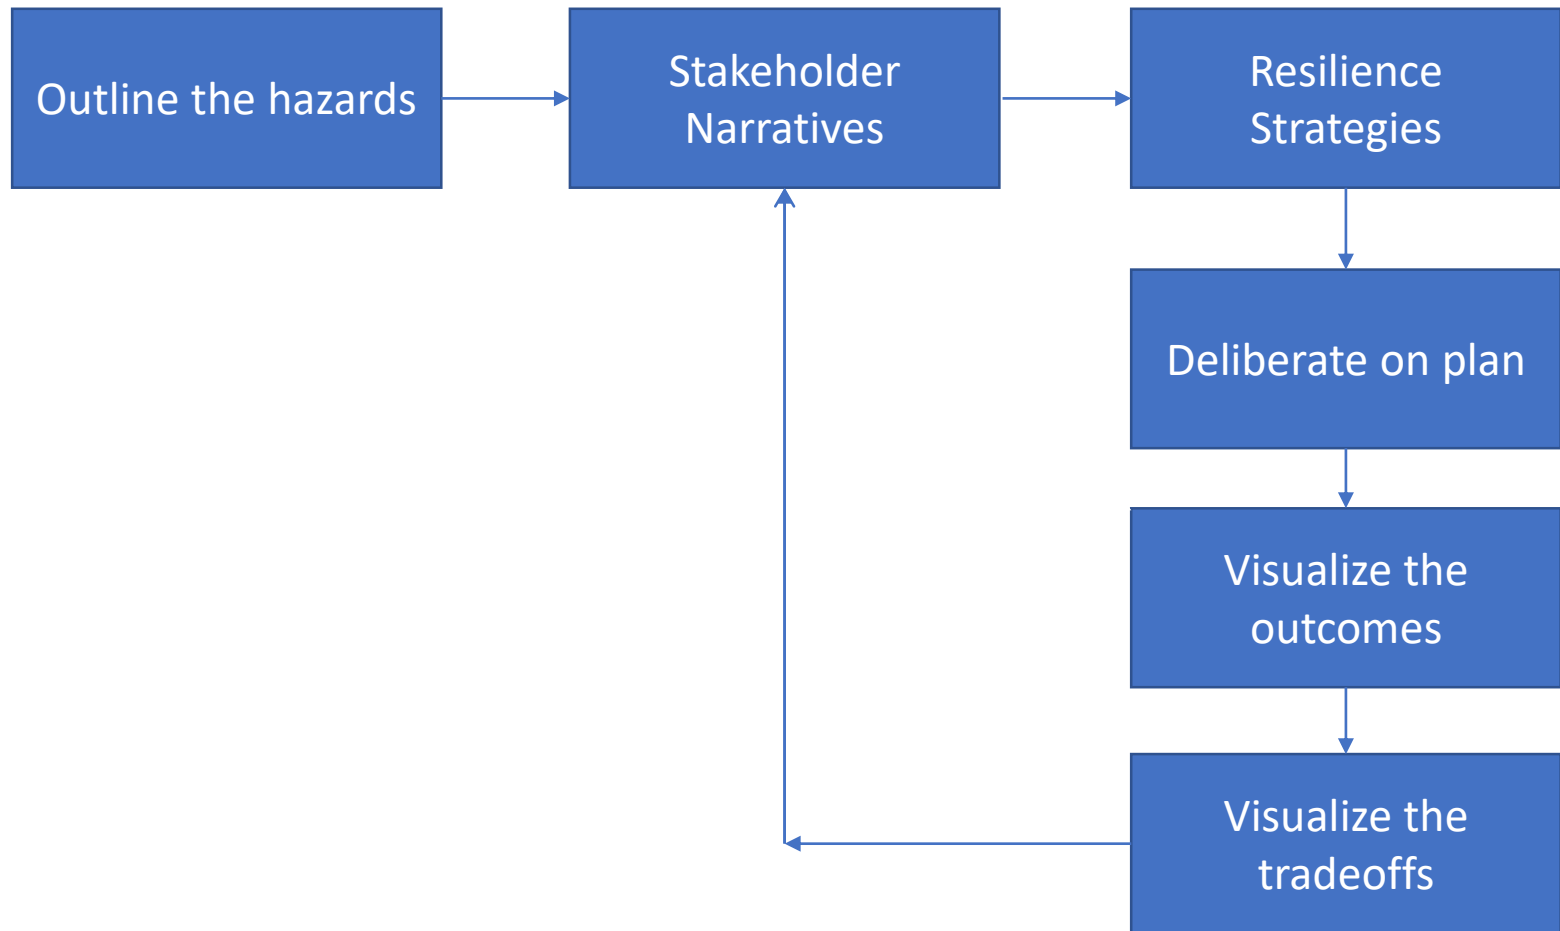 Outline the hazards
Stakeholder
Narratives
Resilience
Strategies
Deliberate on plan
Visualize the
outcomes
Visualize the
tradeoffs